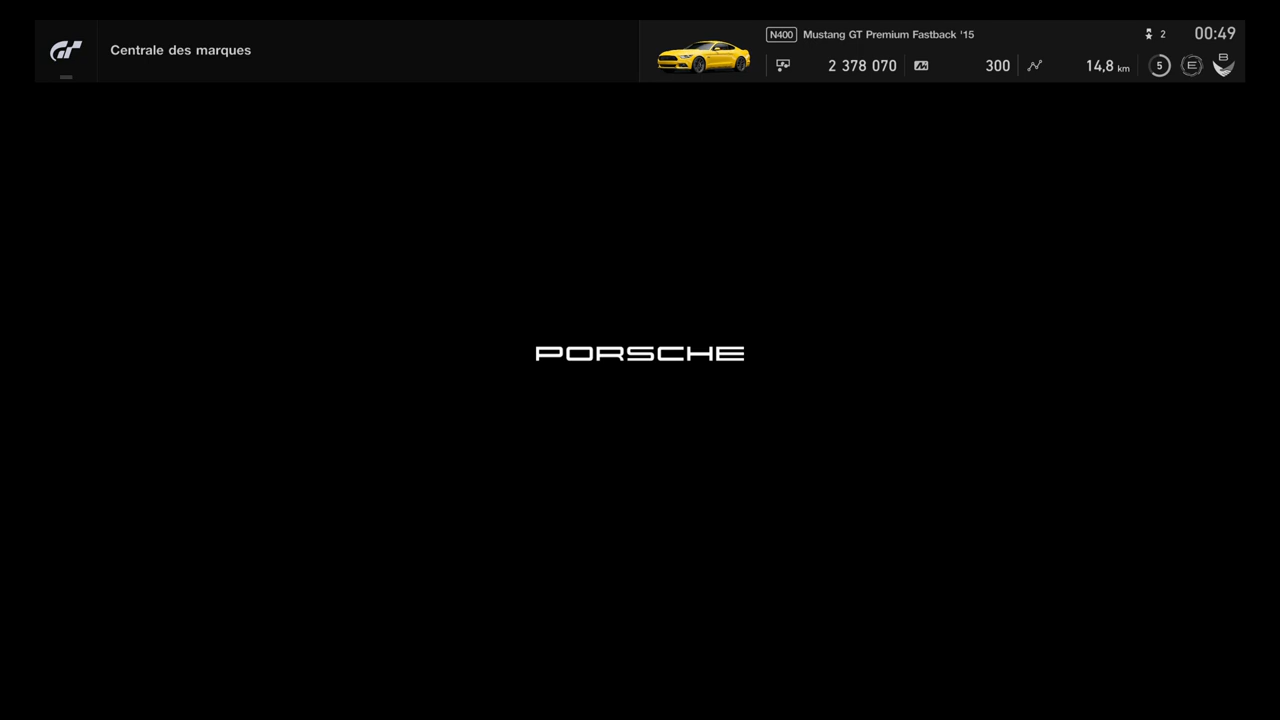 GT
Centrale des marques
N400 Mustang GT Premium Fastback '15
2
00:49
2 378 070
300
14,8 km
5
E
B
PORSCHE